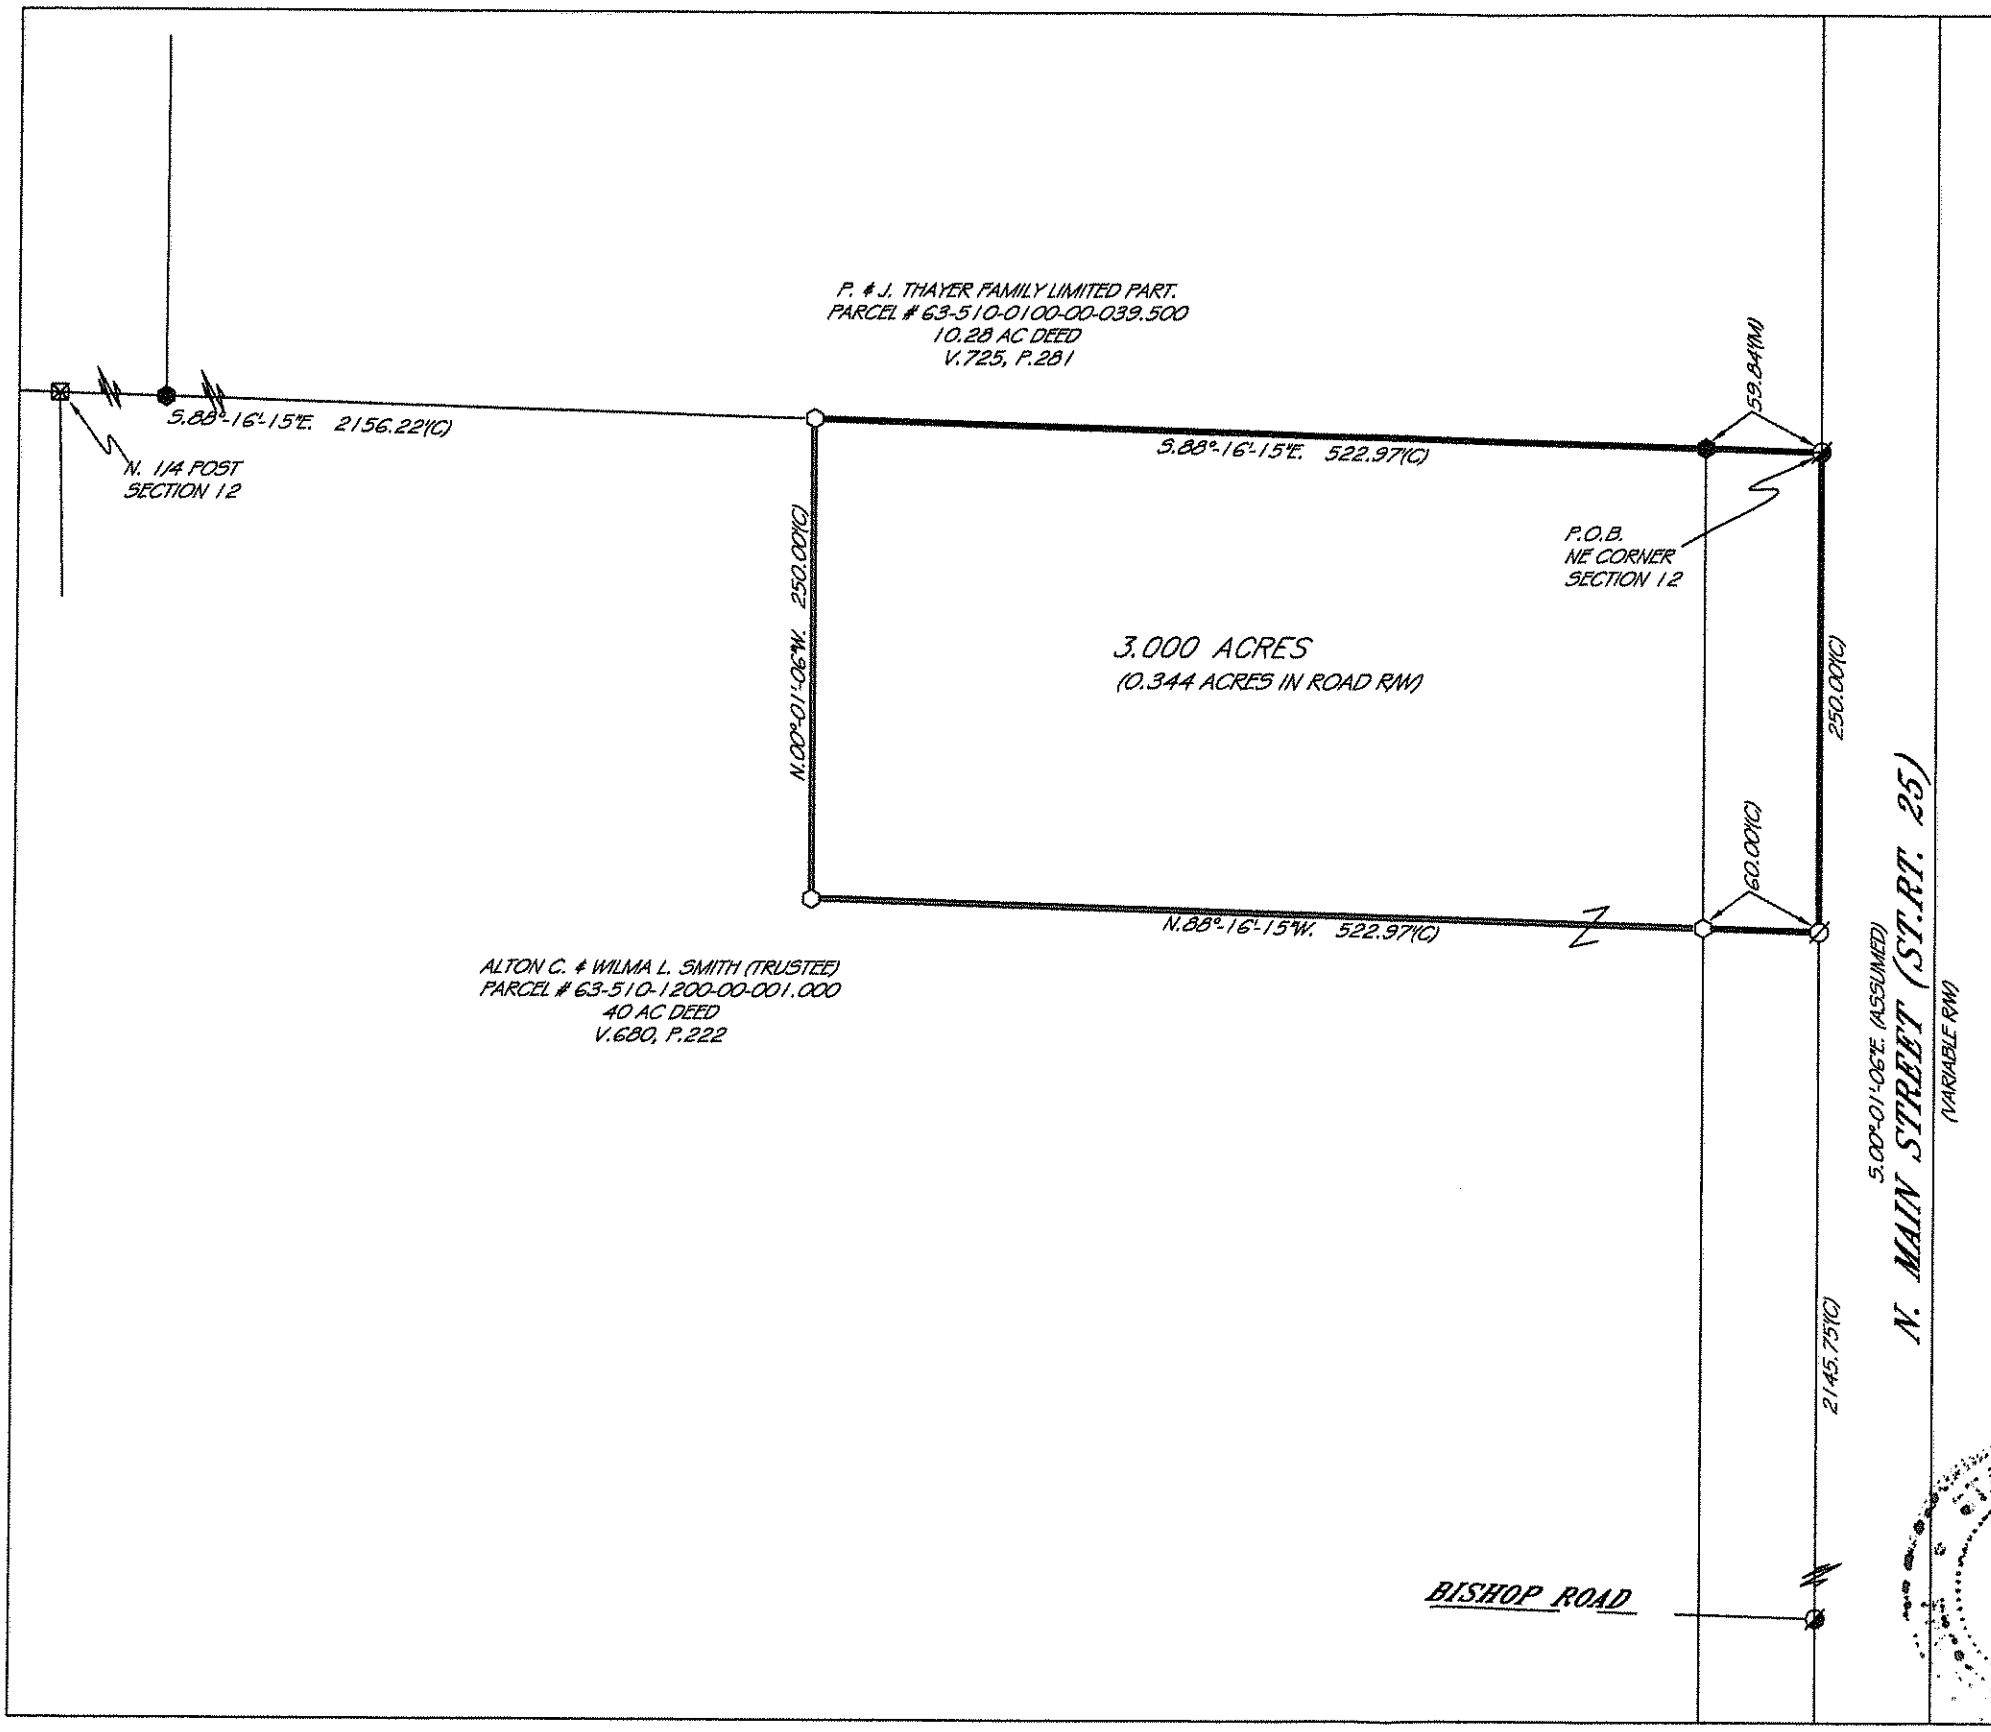 P. & J. THAYER FAMILY LIMITED PART.
PARCEL # 63-510-0100-00-039.500
10.28 AC DEED
V.725, P.281
59.84'(M)
S.88°-16'-15"E. 2156.22'(C)
N. 1/4 POST
SECTION 12
S.88°-16'-15"E. 522.97'(C)
P.O.B.
NE CORNER
SECTION 12
N.00°-01'-06"W. 250.00'(C)
3.000 ACRES
(0.344 ACRES IN ROAD R/W)
250.00'(C)
60.00'(C)
N.88°-16'-15"W. 522.97'(C)
ALTON C. & WILMA L. SMITH (TRUSTEE)
PARCEL # 63-510-1200-00-001.000
40 AC DEED
V.680, P.222
S.00°-01'-06"E. (ASSUMED)
N. MAIN STREET (ST.RT. 25)
(VARIABLE R/W)
2145.75'(C)
BISHOP ROAD